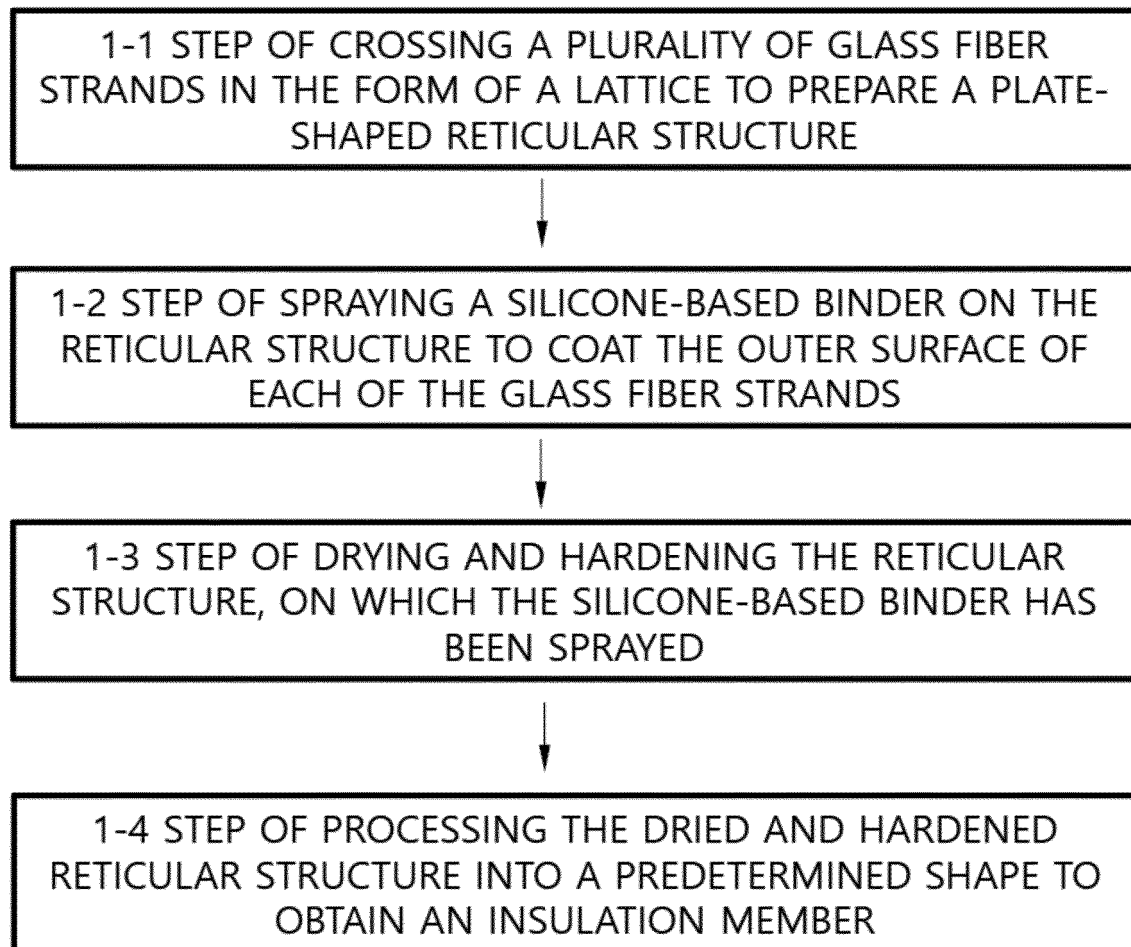 1-1 STEP OF CROSSING A PLURALITY OF GLASS FIBER
STRANDS IN THE FORM OF A LATTICE TO PREPARE A PLATE-
SHAPED RETICULAR STRUCTURE
1-2 STEP OF SPRAYING A SILICONE-BASED BINDER ON THE
RETICULAR STRUCTURE TO COAT THE OUTER SURFACE OF
EACH OF THE GLASS FIBER STRANDS
1-3 STEP OF DRYING AND HARDENING THE RETICULAR
STRUCTURE, ON WHICH THE SILICONE-BASED BINDER HAS
BEEN SPRAYED
1-4 STEP OF PROCESSING THE DRIED AND HARDENED
RETICULAR STRUCTURE INTO A PREDETERMINED SHAPE TO
OBTAIN AN INSULATION MEMBER